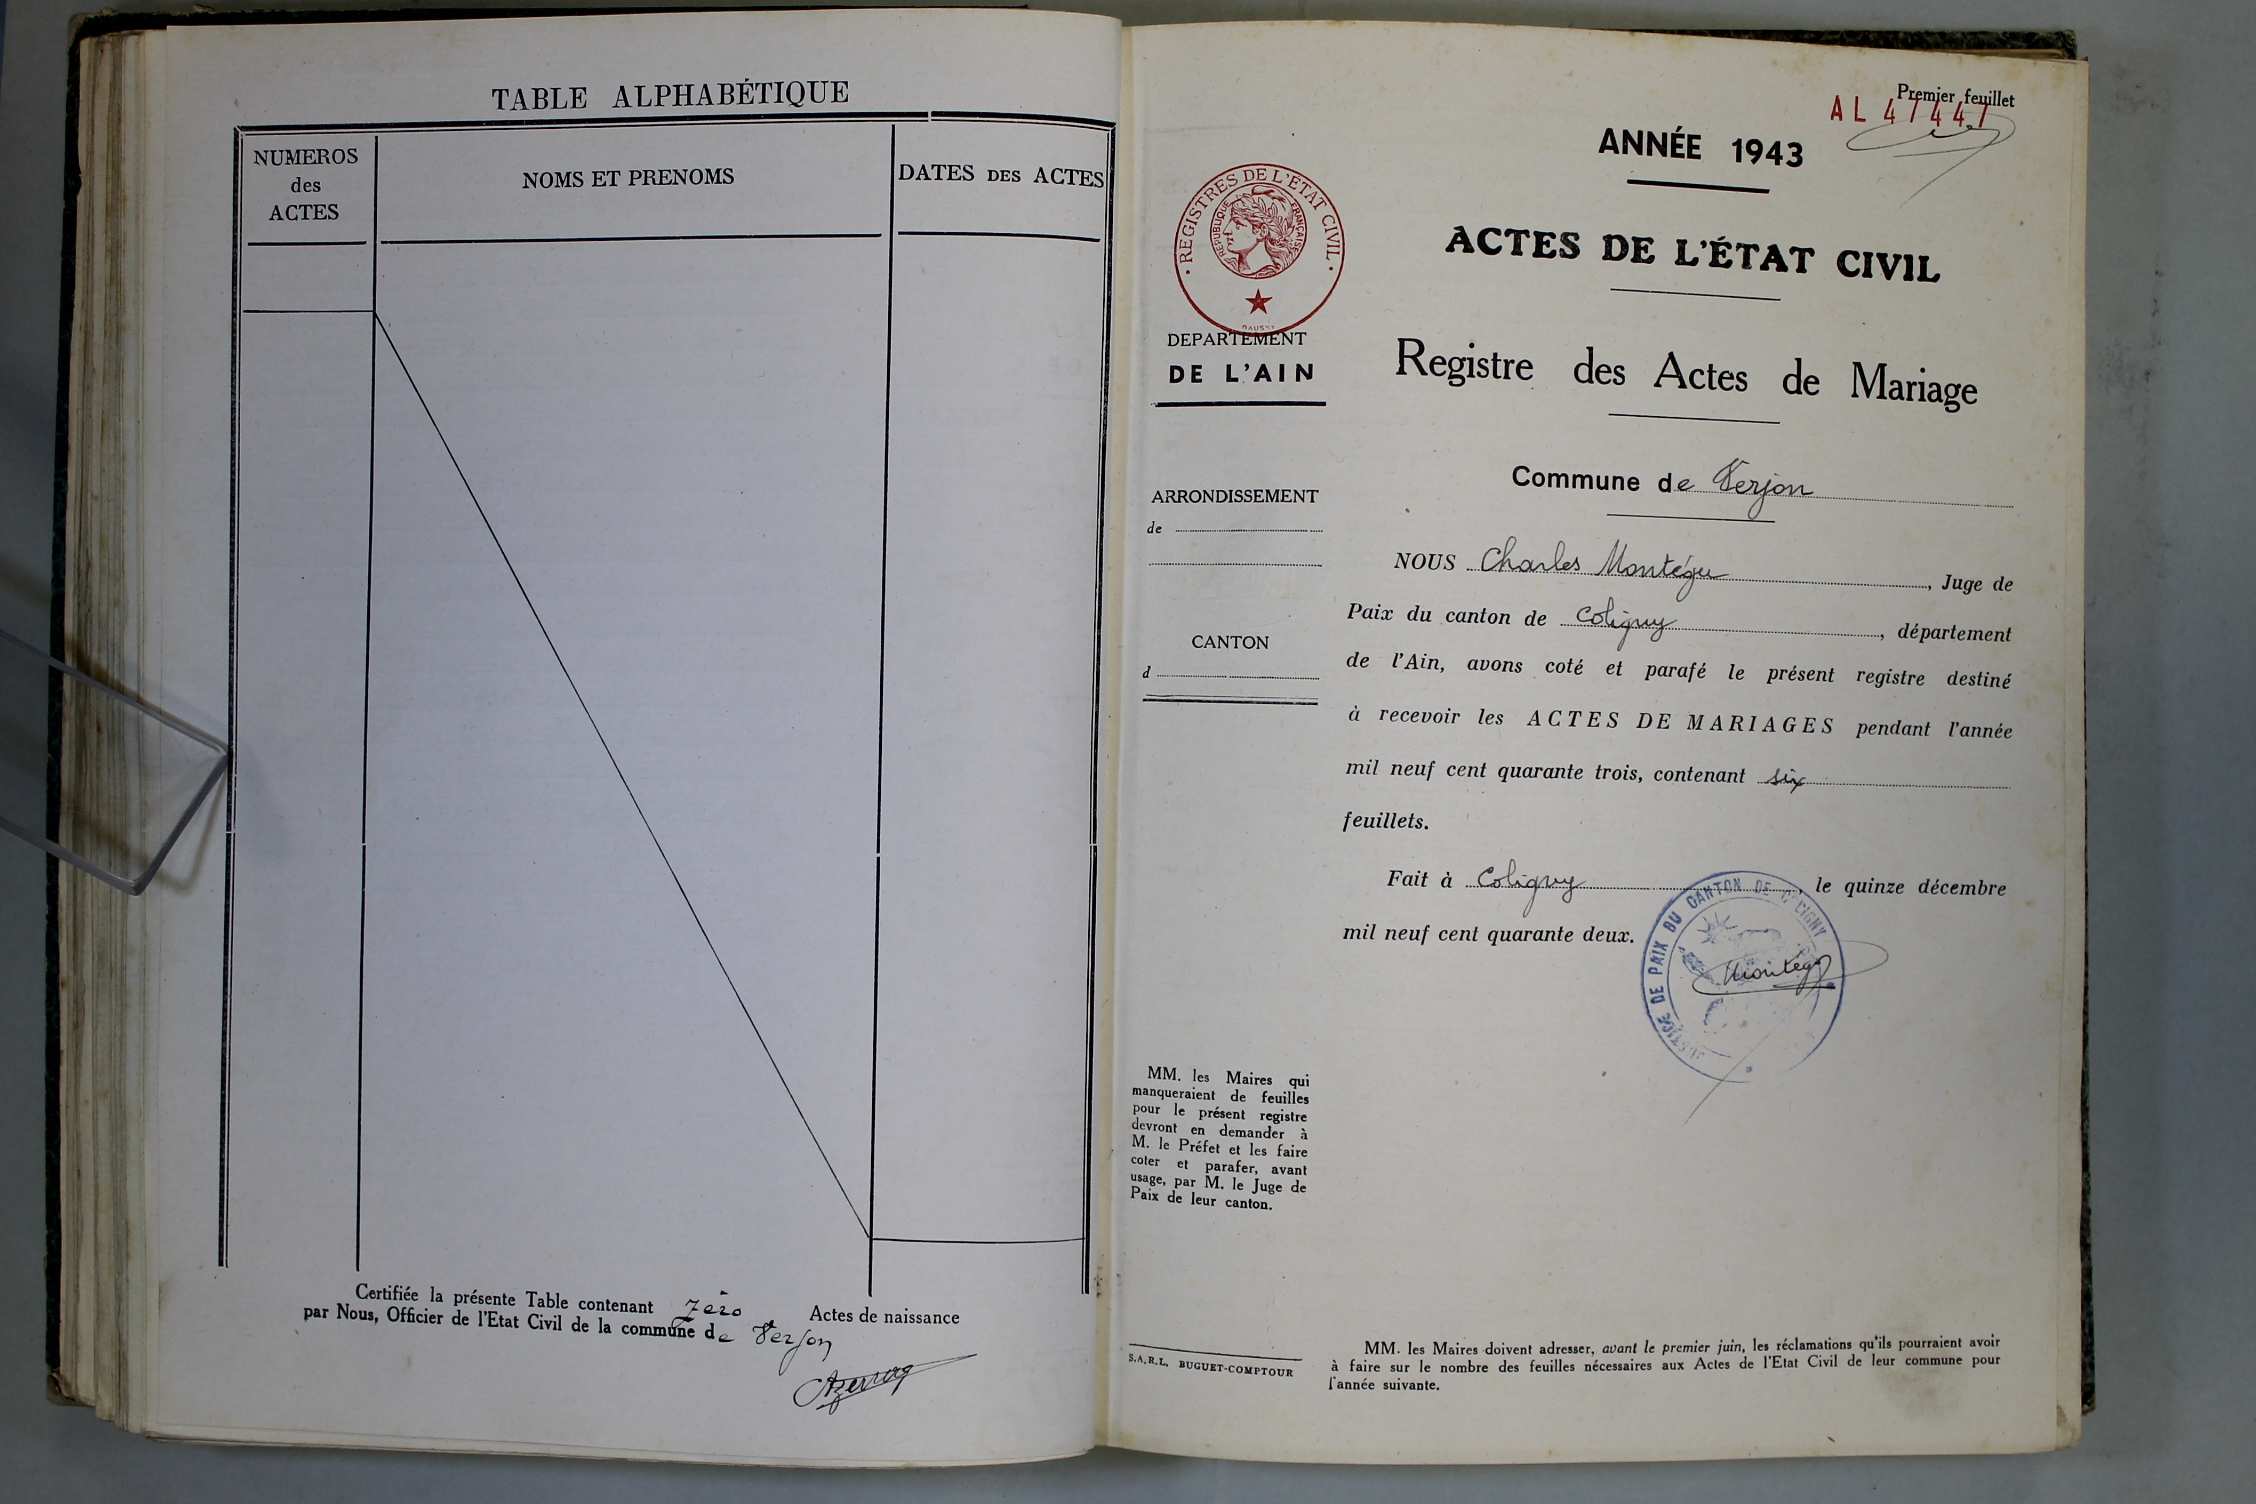 TABLE ALPHABÉTIQUE
NUMEROS
des
ACTES
NOMS ET PRENOMS
DATES DES ACTES
Certifiée la présente Table contenant zéro Actes de naissance
par Nous, Officier de l'Etat Civil de la commune de Verjon
Premier feuillet
AL 47447
ANNÉE 1943
REGISTRES DE L'ETAT CIVIL
REPUBLIQUE FRANÇAISE
ACTES DE L'ÉTAT CIVIL
DEPARTEMENT
DE L'AIN
Registre des Actes de Mariage
Commune de Verjon
ARRONDISSEMENT
de
CANTON
d
NOUS Charles Montégu, Juge de
Paix du canton de Coligny, département
de l'Ain, avons coté et parafé le présent registre destiné
à recevoir les ACTES DE MARIAGES pendant l'année
mil neuf cent quarante trois, contenant six
feuillets.
Fait à Coligny, le quinze décembre
mil neuf cent quarante deux.
JUSTICE DE PAIX DU CANTON DE COLIGNY
Montégu
MM. les Maires qui
manqueraient de feuilles
pour le présent registre
devront en demander à
M. le Préfet et les faire
coter et parafer, avant
usage, par M. le Juge de
Paix de leur canton.
S.A.R.L. BUGUET-COMPTOUR
MM. les Maires doivent adresser, avant le premier juin, les réclamations qu'ils pourraient avoir
à faire sur le nombre des feuilles nécessaires aux Actes de l'Etat Civil de leur commune pour
l'année suivante.